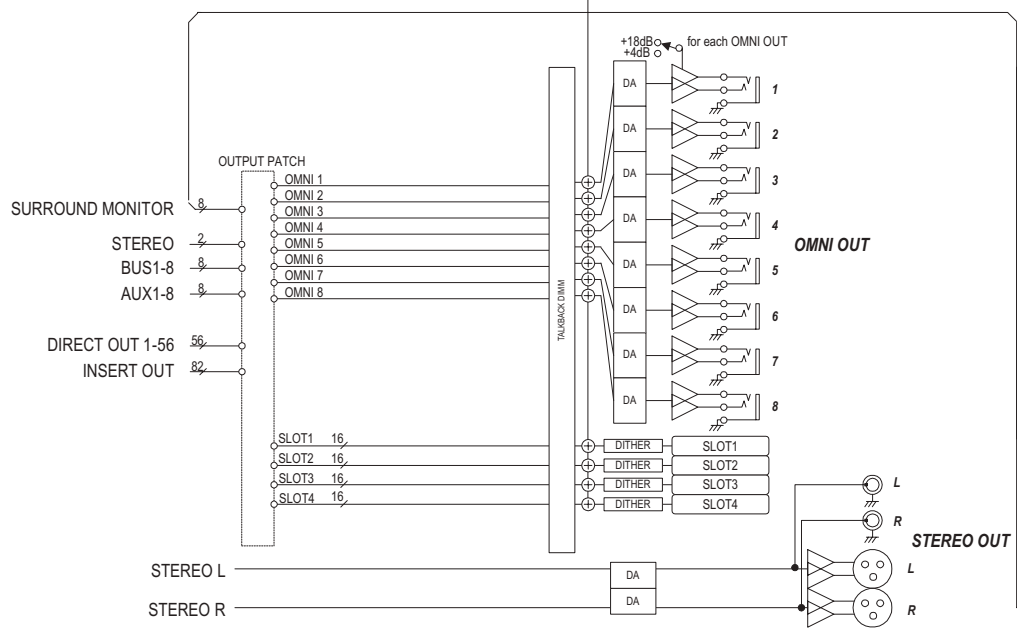 +18dB
for each OMNI OUT
+4dB
DA
1
DA
2
DA
3
DA
4
DA
5
DA
6
DA
7
DA
8
OMNI OUT
OUTPUT PATCH
SURROUND MONITOR 8
STEREO 2
BUS1-8 8
AUX1-8 8
DIRECT OUT 1-56 56
INSERT OUT 82
OMNI 1
OMNI 2
OMNI 3
OMNI 4
OMNI 5
OMNI 6
OMNI 7
OMNI 8
TALKBACK DIMM
SLOT1 16 DITHER SLOT1
SLOT2 16 DITHER SLOT2
SLOT3 16 DITHER SLOT3
SLOT4 16 DITHER SLOT4
L
R
STEREO OUT
STEREO L DA L
STEREO R DA R